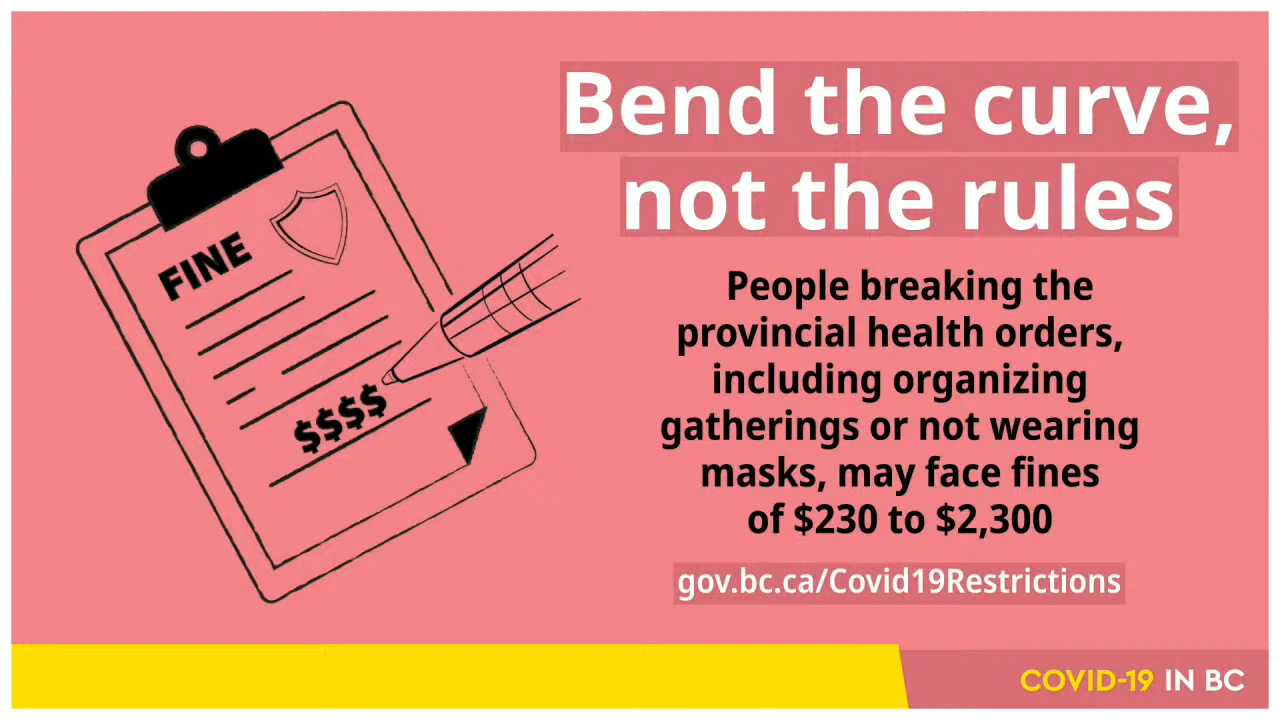 Bend the curve,
not the rules
FINE
$$$$
People breaking the
provincial health orders,
including organizing
gatherings or not wearing
masks, may face fines
of $230 to $2,300
gov.bc.ca/Covid19Restrictions
COVID-19 IN BC